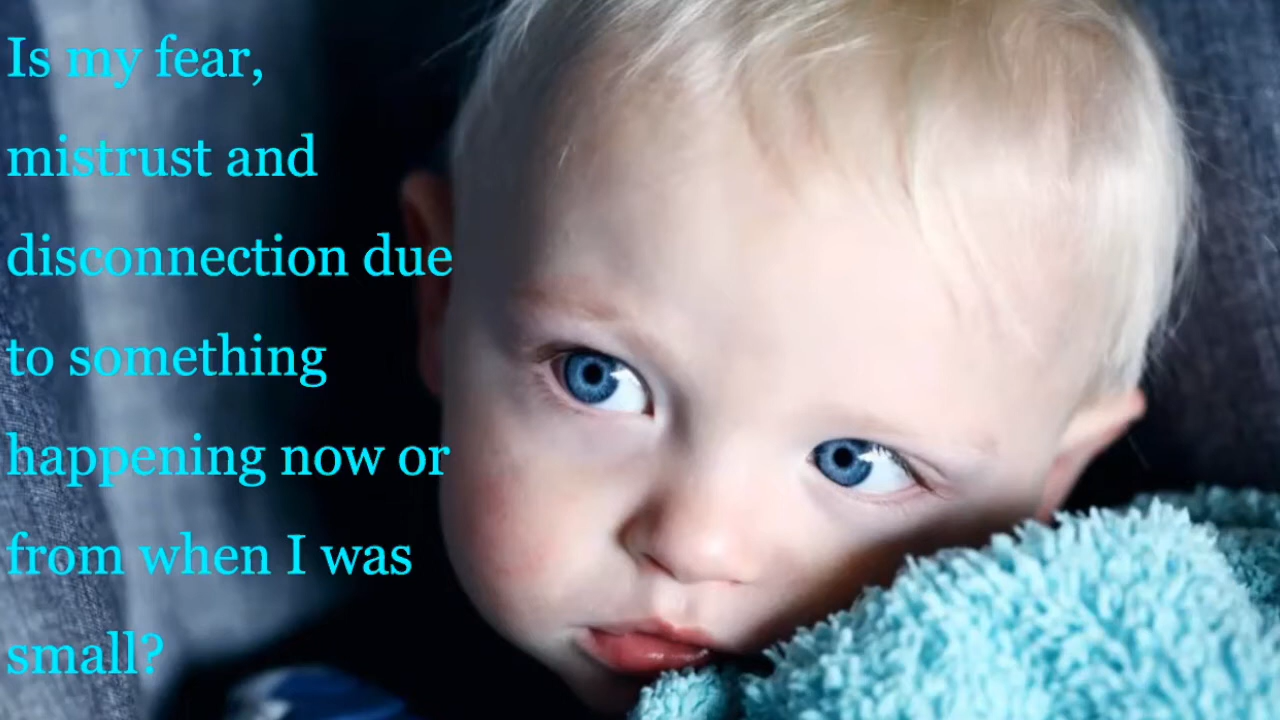 Is my fear,
mistrust and
disconnection due
to something
happening now or
from when I was
small?